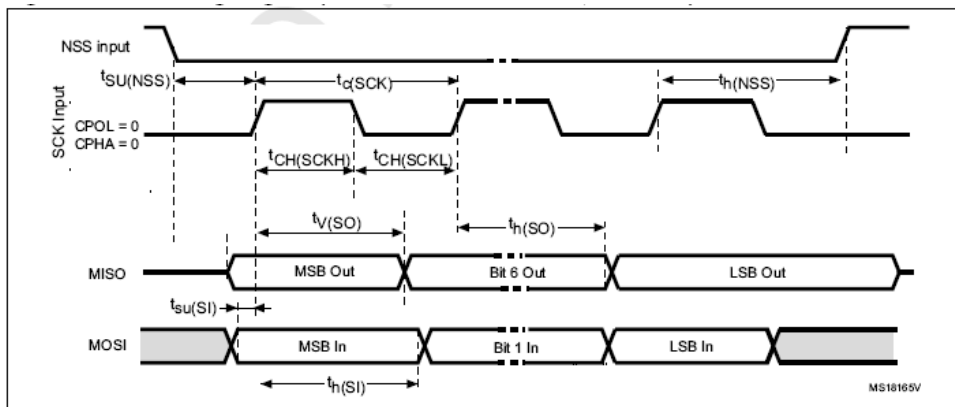 NSS input
tSU(NSS)
tc(SCK)
th(NSS)
SCK Input
CPOL = 0
CPHA = 0
tCH(SCKH)
tCH(SCKL)
tV(SO)
th(SO)
MISO
MSB Out
Bit 6 Out
LSB Out
tsu(SI)
MOSI
MSB In
Bit 1 In
LSB In
th(SI)
MS18165V